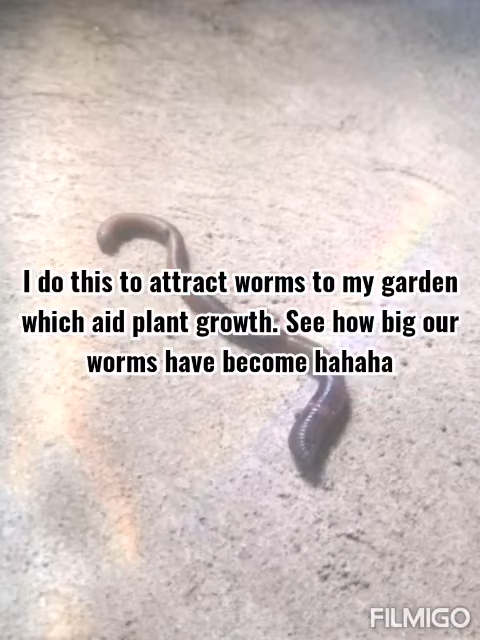 I do this to attract worms to my garden
which aid plant growth. See how big our
worms have become hahaha
FILMIGO